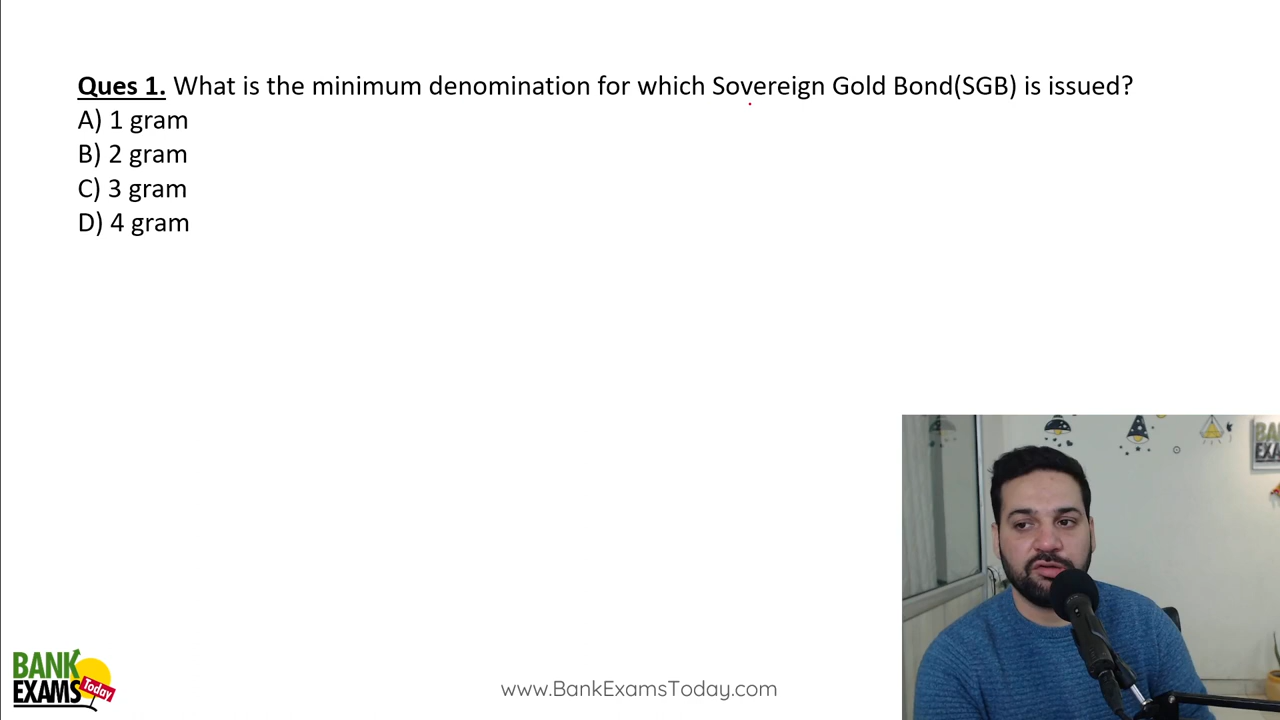 Ques 1. What is the minimum denomination for which Sovereign Gold Bond(SGB) is issued?
A) 1 gram
B) 2 gram
C) 3 gram
D) 4 gram
BANK
EXAMS
Today
www.BankExamsToday.com